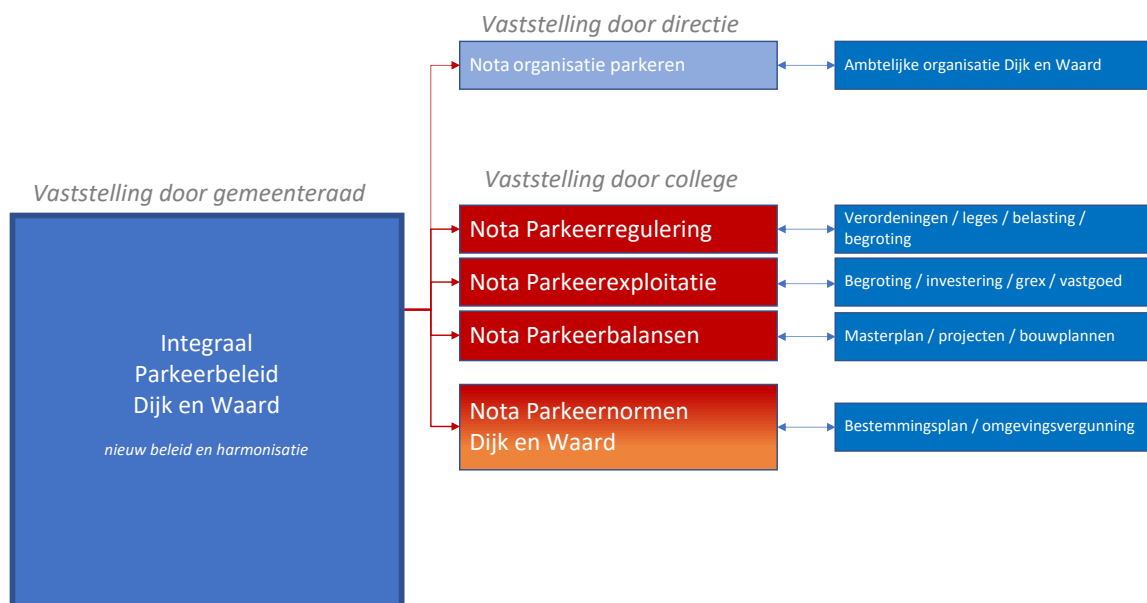 Vaststelling door directie
Nota organisatie parkeren
Ambtelijke organisatie Dijk en Waard
Vaststelling door gemeenteraad
Vaststelling door college
Integraal
Parkeerbeleid
Dijk en Waard
nieuw beleid en harmonisatie
Nota Parkeerregulering
Verordeningen / leges / belasting /
begroting
Nota Parkeerexploitatie
Begroting / investering / grex / vastgoed
Nota Parkeerbalansen
Masterplan / projecten / bouwplannen
Nota Parkeernormen
Dijk en Waard
Bestemmingsplan / omgevingsvergunning